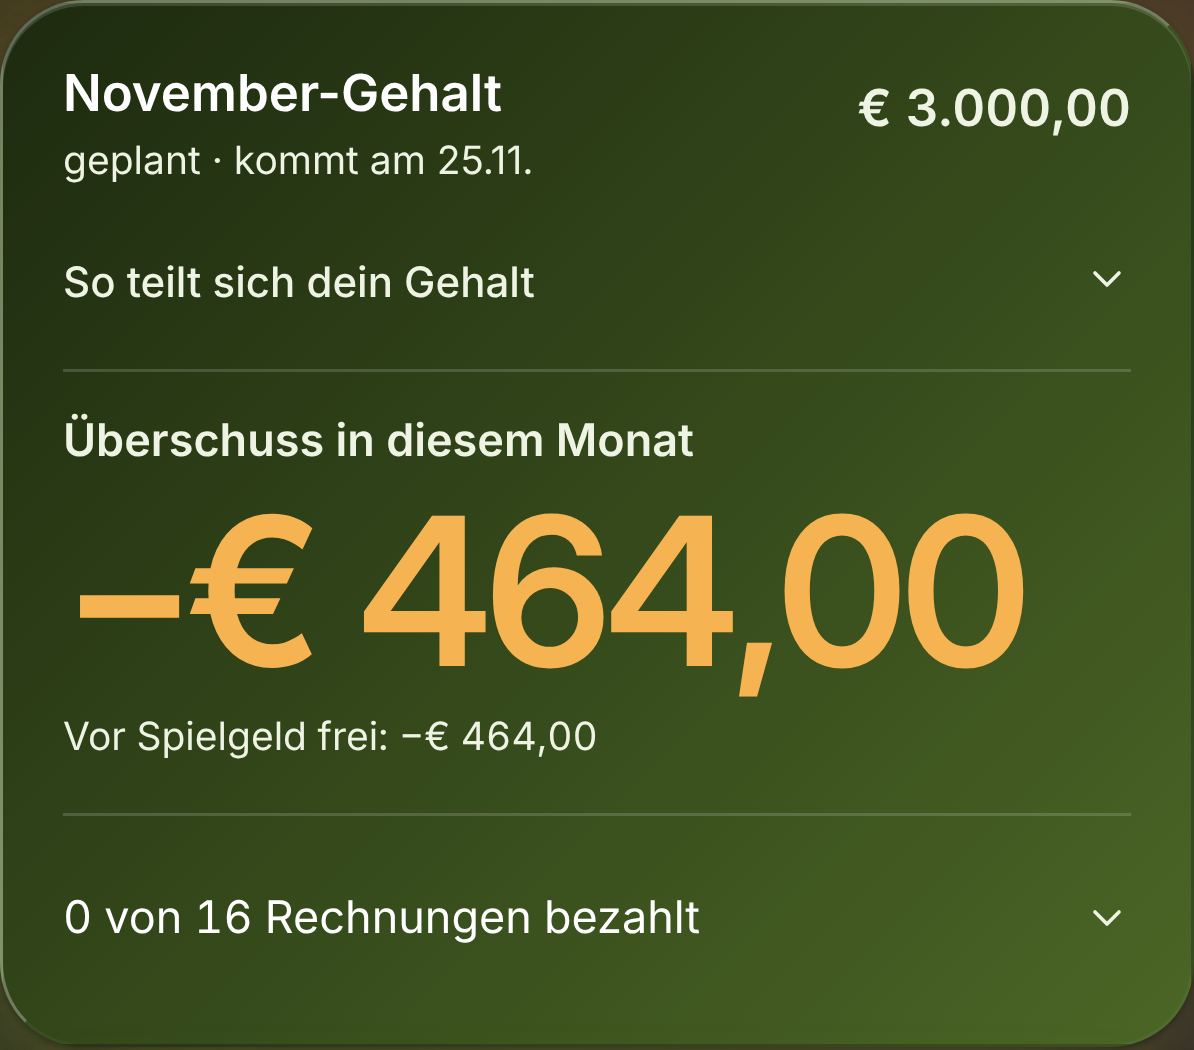 November-Gehalt
€ 3.000,00
geplant · kommt am 25.11.
So teilt sich dein Gehalt
Überschuss in diesem Monat
−€ 464,00
Vor Spielgeld frei: −€ 464,00
0 von 16 Rechnungen bezahlt